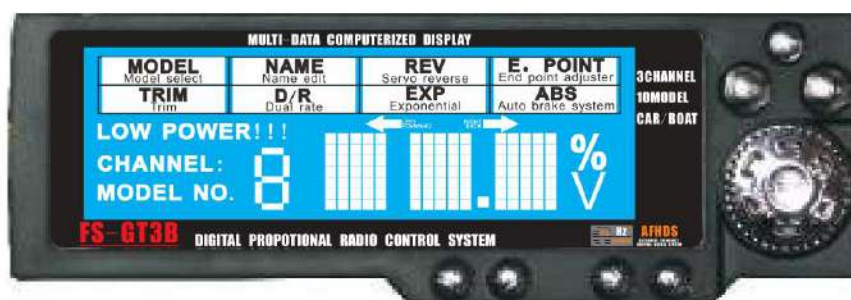 MULTI-DATA COMPUTERIZED DISPLAY
MODEL NAME REV E. POINT
Model select Name edit Servo reverse End point adjuster
TRIM D/R EXP ABS
Trim Dual rate Exponential Auto brake system
3CHANNEL
10MODEL
CAR/BOAT
LOW POWER!!!
CHANNEL: 8 %
MODEL NO. V
FS-GT3B DIGITAL PROPOTIONAL RADIO CONTROL SYSTEM Hz AFHDS